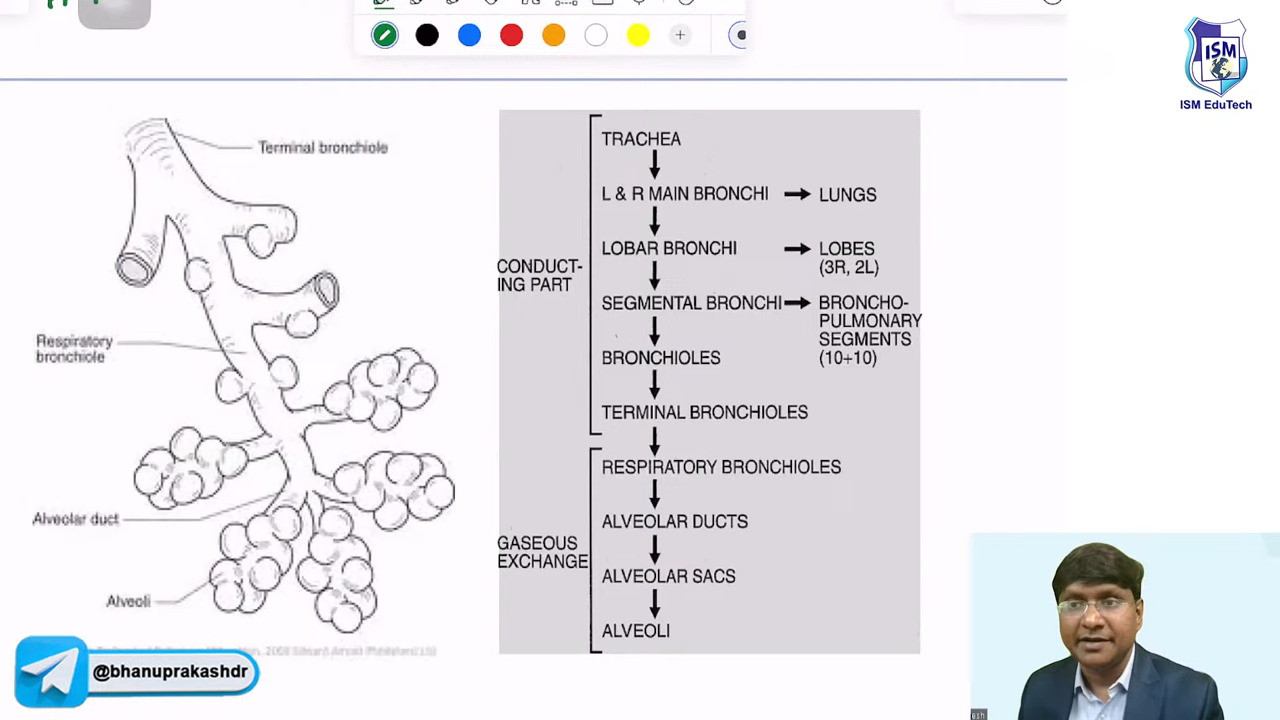 ISM
ISM EduTech
Terminal bronchiole
Respiratory
bronchiole
Alveolar duct
Alveoli
@bhanuprakashdr
CONDUCT-
ING PART
TRACHEA
L & R MAIN BRONCHI
LUNGS
LOBAR BRONCHI
LOBES
(3R, 2L)
SEGMENTAL BRONCHI
BRONCHO-
PULMONARY
SEGMENTS
(10+10)
BRONCHIOLES
TERMINAL BRONCHIOLES
GASEOUS
EXCHANGE
RESPIRATORY BRONCHIOLES
ALVEOLAR DUCTS
ALVEOLAR SACS
ALVEOLI